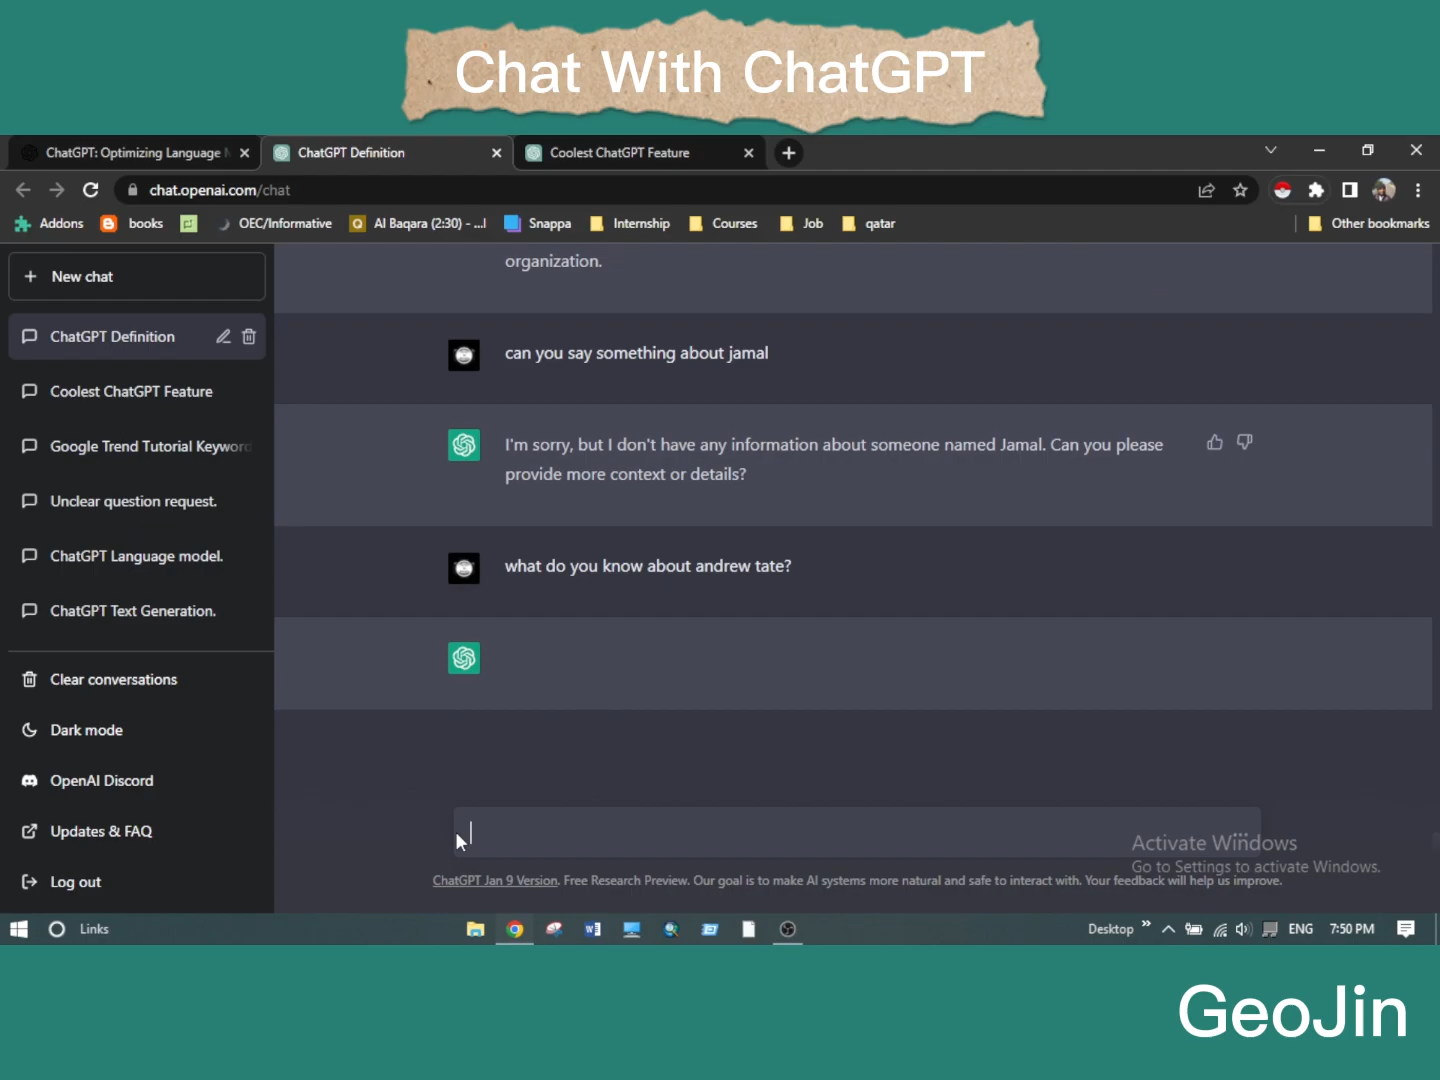 Chat With ChatGPT
ChatGPT: Optimizing Language
ChatGPT Definition
Coolest ChatGPT Feature
chat.openai.com/chat
Addons
books
OEC/Informative
Al Baqara (2:30) - ...l
Snappa
Internship
Courses
Job
qatar
Other bookmarks
New chat
ChatGPT Definition
Coolest ChatGPT Feature
Google Trend Tutorial Keyword
Unclear question request.
ChatGPT Language model.
ChatGPT Text Generation.
Clear conversations
Dark mode
OpenAI Discord
Updates & FAQ
Log out
organization.
can you say something about jamal
I'm sorry, but I don't have any information about someone named Jamal. Can you please
provide more context or details?
what do you know about andrew tate?
Activate Windows
Go to Settings to activate Windows.
ChatGPT Jan 9 Version. Free Research Preview. Our goal is to make AI systems more natural and safe to interact with. Your feedback will help us improve.
Links
Desktop
ENG
7:50 PM
GeoJin